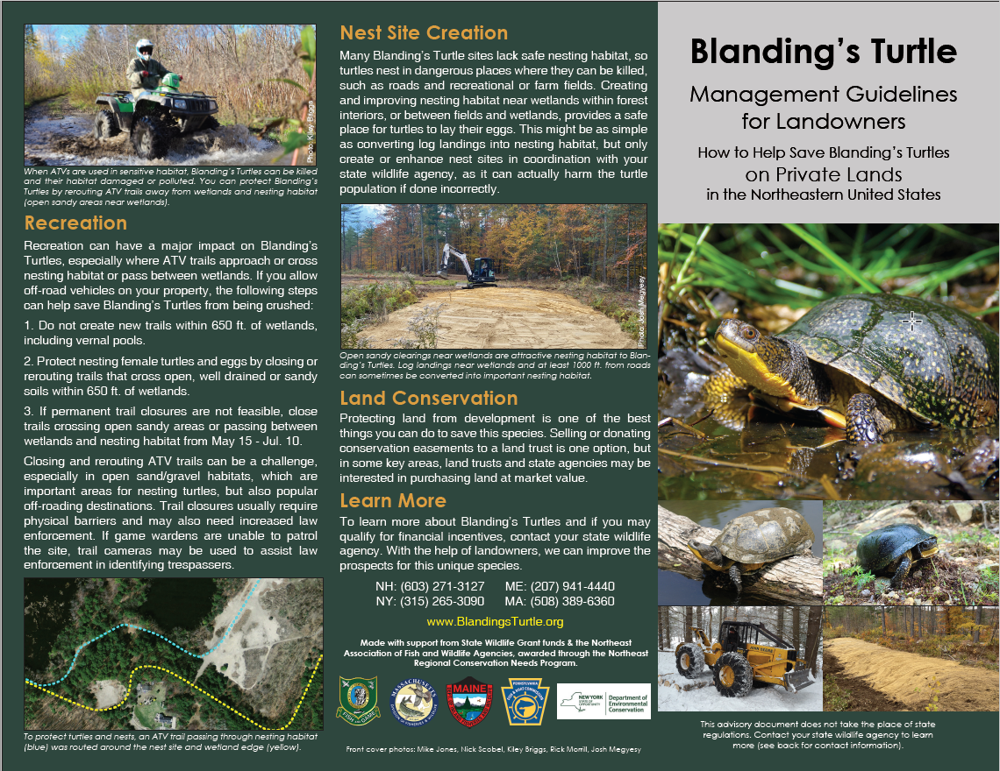 Photo: Kiley Briggs
When ATVs are used in sensitive habitat, Blanding's Turtles can be killed
and their habitat damaged or polluted. You can protect Blanding's
Turtles by rerouting ATV trails away from wetlands and nesting habitat
(open sandy areas near wetlands).
Recreation
Recreation can have a major impact on Blanding's
Turtles, especially where ATV trails approach or cross
nesting habitat or pass between wetlands. If you allow
off-road vehicles on your property, the following steps
can help save Blanding's Turtles from being crushed:
1. Do not create new trails within 650 ft. of wetlands,
including vernal pools.
2. Protect nesting female turtles and eggs by closing or
rerouting trails that cross open, well drained or sandy
soils within 650 ft. of wetlands.
3. If permanent trail closures are not feasible, close
trails crossing open sandy areas or passing between
wetlands and nesting habitat from May 15 - Jul. 10.
Closing and rerouting ATV trails can be a challenge,
especially in open sand/gravel habitats, which are
important areas for nesting turtles, but also popular
off-roading destinations. Trail closures usually require
physical barriers and may also need increased law
enforcement. If game wardens are unable to patrol
the site, trail cameras may be used to assist law
enforcement in identifying trespassers.
To protect turtles and nests, an ATV trail passing through nesting habitat
(blue) was routed around the nest site and wetland edge (yellow).
Nest Site Creation
Many Blanding's Turtle sites lack safe nesting habitat, so
turtles nest in dangerous places where they can be killed,
such as roads and recreational or farm fields. Creating
and improving nesting habitat near wetlands within forest
interiors, or between fields and wetlands, provides a safe
place for turtles to lay their eggs. This might be as simple
as converting log landings into nesting habitat, but only
create or enhance nest sites in coordination with your
state wildlife agency, as it can actually harm the turtle
population if done incorrectly.
Photo: Josh Megyesy
Open sandy clearings near wetlands are attractive nesting habitat to Blan-
ding's Turtles. Log landings near wetlands and at least 1000 ft. from roads
can sometimes be converted into important nesting habitat.
Land Conservation
Protecting land from development is one of the best
things you can do to save this species. Selling or donating
conservation easements to a land trust is one option, but
in some key areas, land trusts and state agencies may be
interested in purchasing land at market value.
Learn More
To learn more about Blanding's Turtles and if you may
qualify for financial incentives, contact your state wildlife
agency. With the help of landowners, we can improve the
prospects for this unique species.
NH: (603) 271-3127 ME: (207) 941-4440
NY: (315) 265-3090 MA: (508) 389-6360
www.BlandingsTurtle.org
Made with support from State Wildlife Grant funds & the Northeast
Association of Fish and Wildlife Agencies, awarded through the Northeast
Regional Conservation Needs Program.
FISH and GAME
MASSACHUSETTS
MAINE
PENNSYLVANIA
NEW YORK
STATE OF
OPPORTUNITY
Department of
Environmental
Conservation
Front cover photos: Mike Jones, Nick Scobel, Kiley Briggs, Rick Morrill, Josh Megyesy
Blanding's Turtle
Management Guidelines
for Landowners
How to Help Save Blanding's Turtles
on Private Lands
in the Northeastern United States
JOHN DEERE
This advisory document does not take the place of state
regulations. Contact your state wildlife agency to learn
more (see back for contact information).